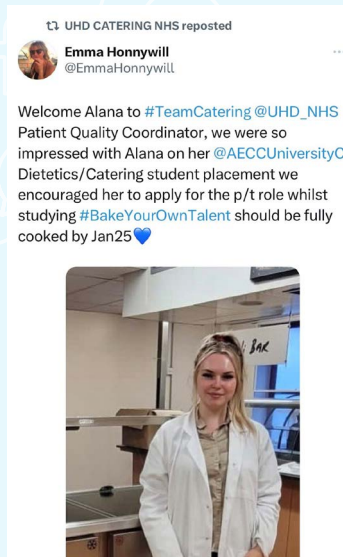 UHD CATERING NHS reposted
Emma Honnywill
@EmmaHonnywill
Welcome Alana to #TeamCatering @UHD_NHS
Patient Quality Coordinator, we were so
impressed with Alana on her @AECCUniversityC
Dietetics/Catering student placement we
encouraged her to apply for the p/t role whilst
studying #BakeYourOwnTalent should be fully
cooked by Jan25💙
BAR